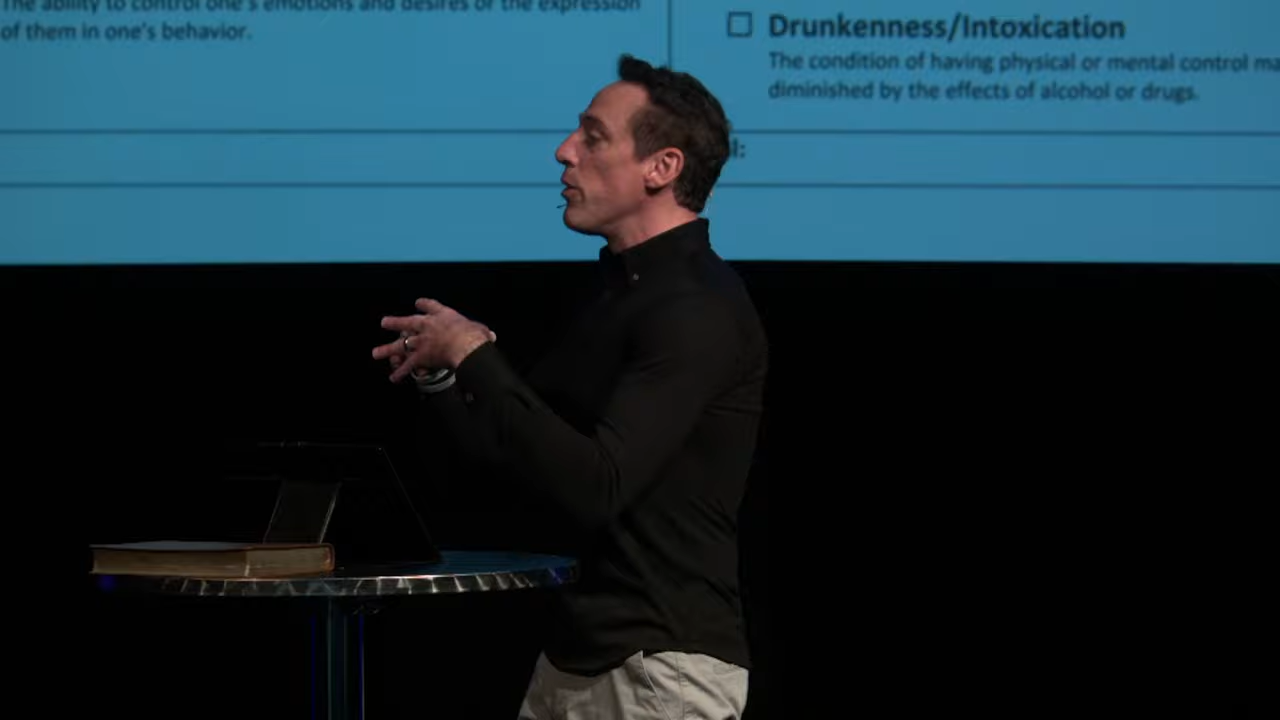 The ability to control one's emotions and desires or the expression
of them in one's behavior.
☐ Drunkenness/Intoxication
The condition of having physical or mental control ma
diminished by the effects of alcohol or drugs.
l: